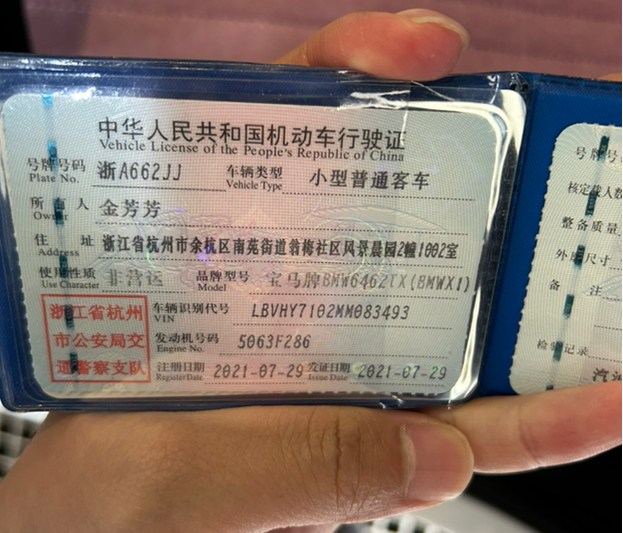 中华人民共和国机动车行驶证
Vehicle License of the People's Republic of China
号牌号码 浙A662JJ 车辆类型 小型普通客车
Plate No. Vehicle Type
所有人 金芳芳
Owner
住址 浙江省杭州市余杭区南苑街道翁梅社区风景晨园2幢1002室
Address
使用性质 非营运 品牌型号 宝马牌BMW6462TX(BMWX1)
Use Character Model
浙江省杭州
市公安局交
通警察支队
车辆识别代号 LBVHY7102MM083493
VIN
发动机号码 5063F286
Engine No.
注册日期 2021-07-29 发证日期 2021-07-29
Register Date Issue Date
号牌号
核定载人数
整备质量
外廓尺寸
备注
检验记录